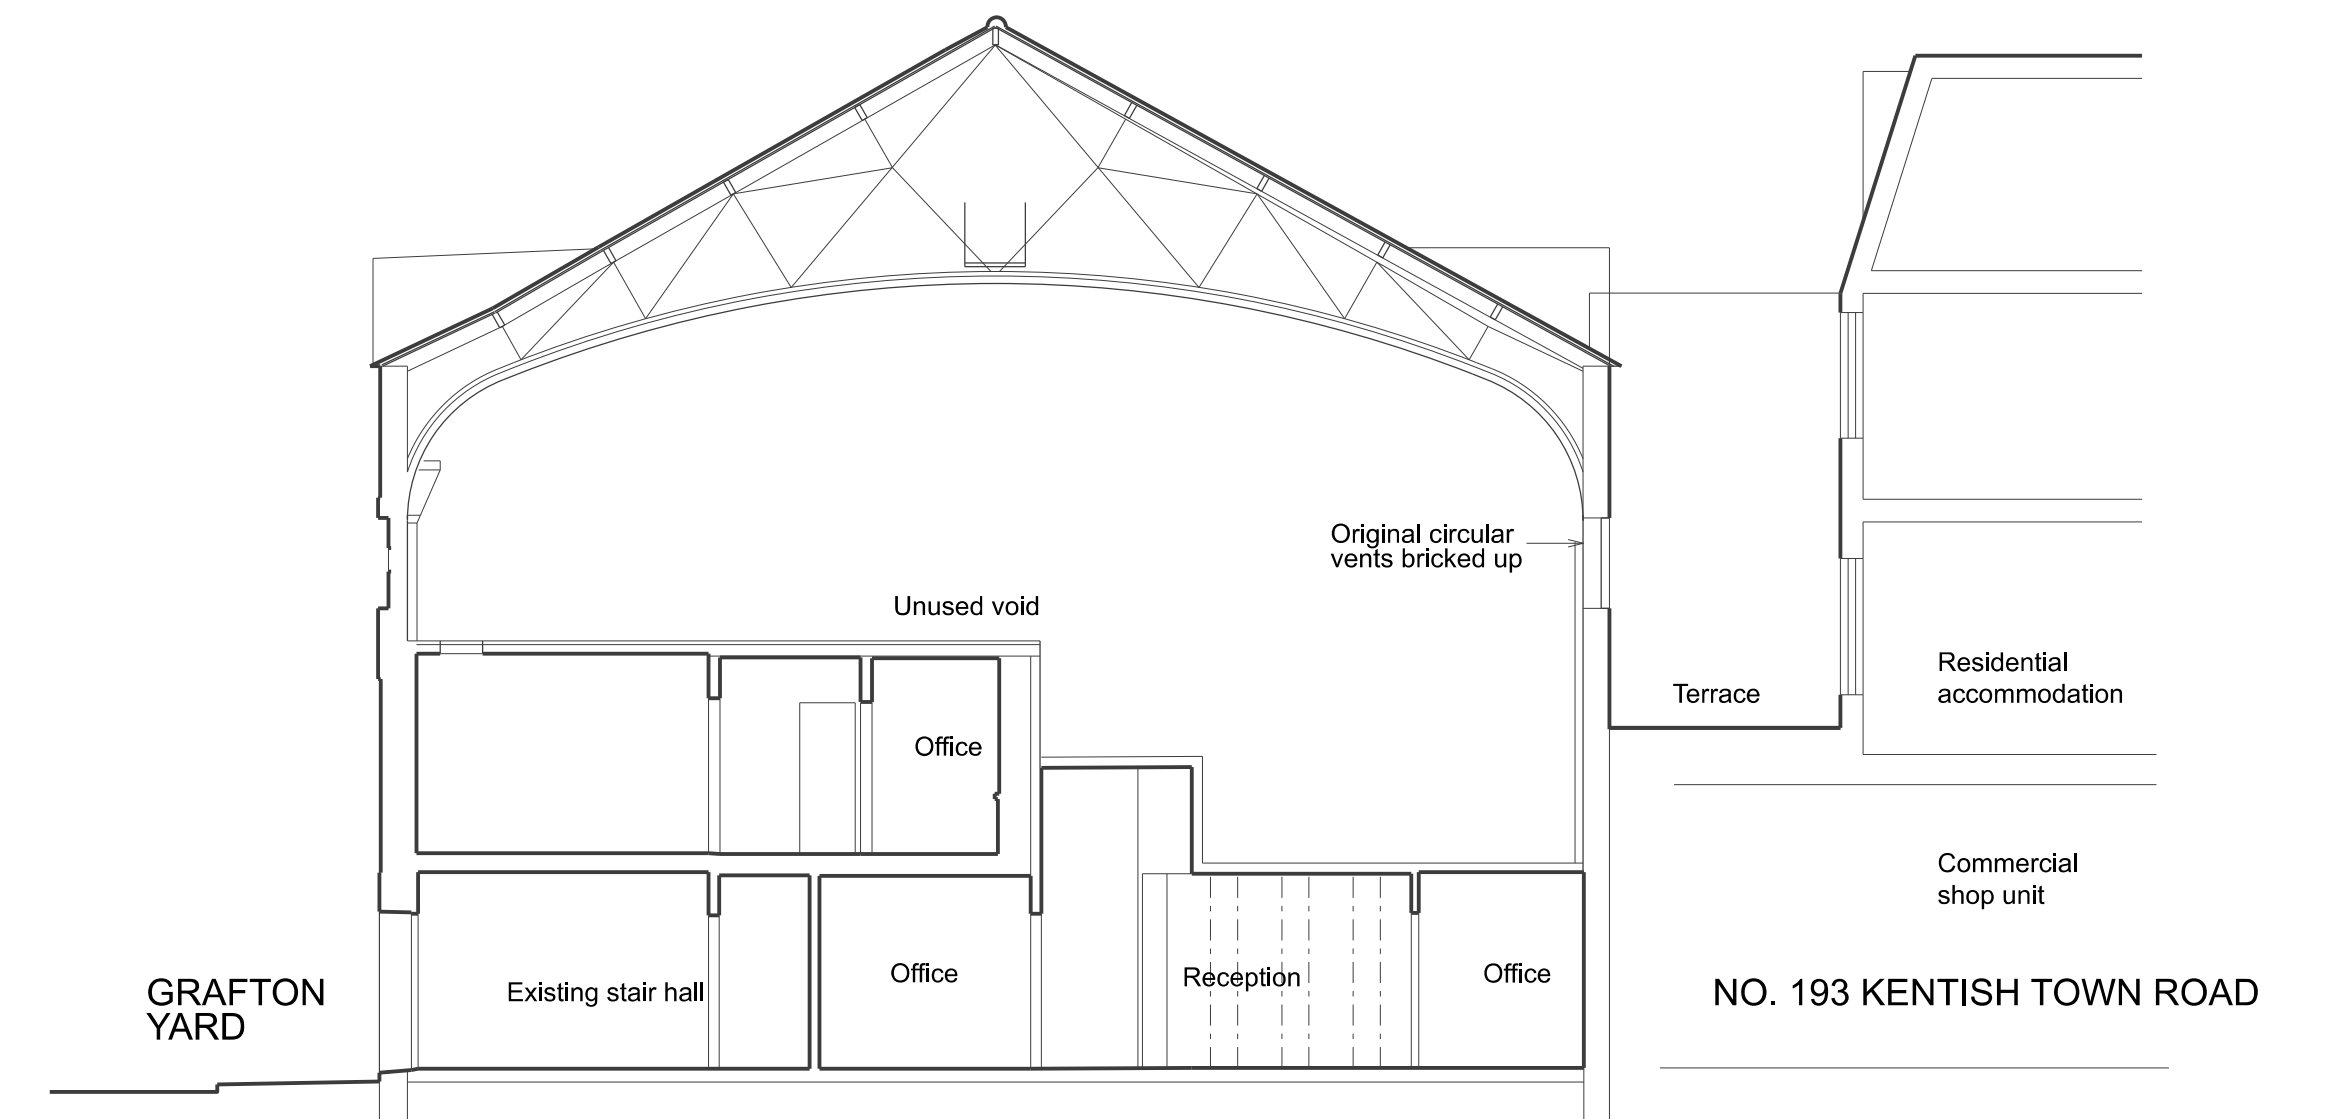 Original circular
vents bricked up
Unused void
Residential
accommodation
Terrace
Office
Commercial
shop unit
GRAFTON
YARD
Existing stair hall
Office
Reception
Office
NO. 193 KENTISH TOWN ROAD